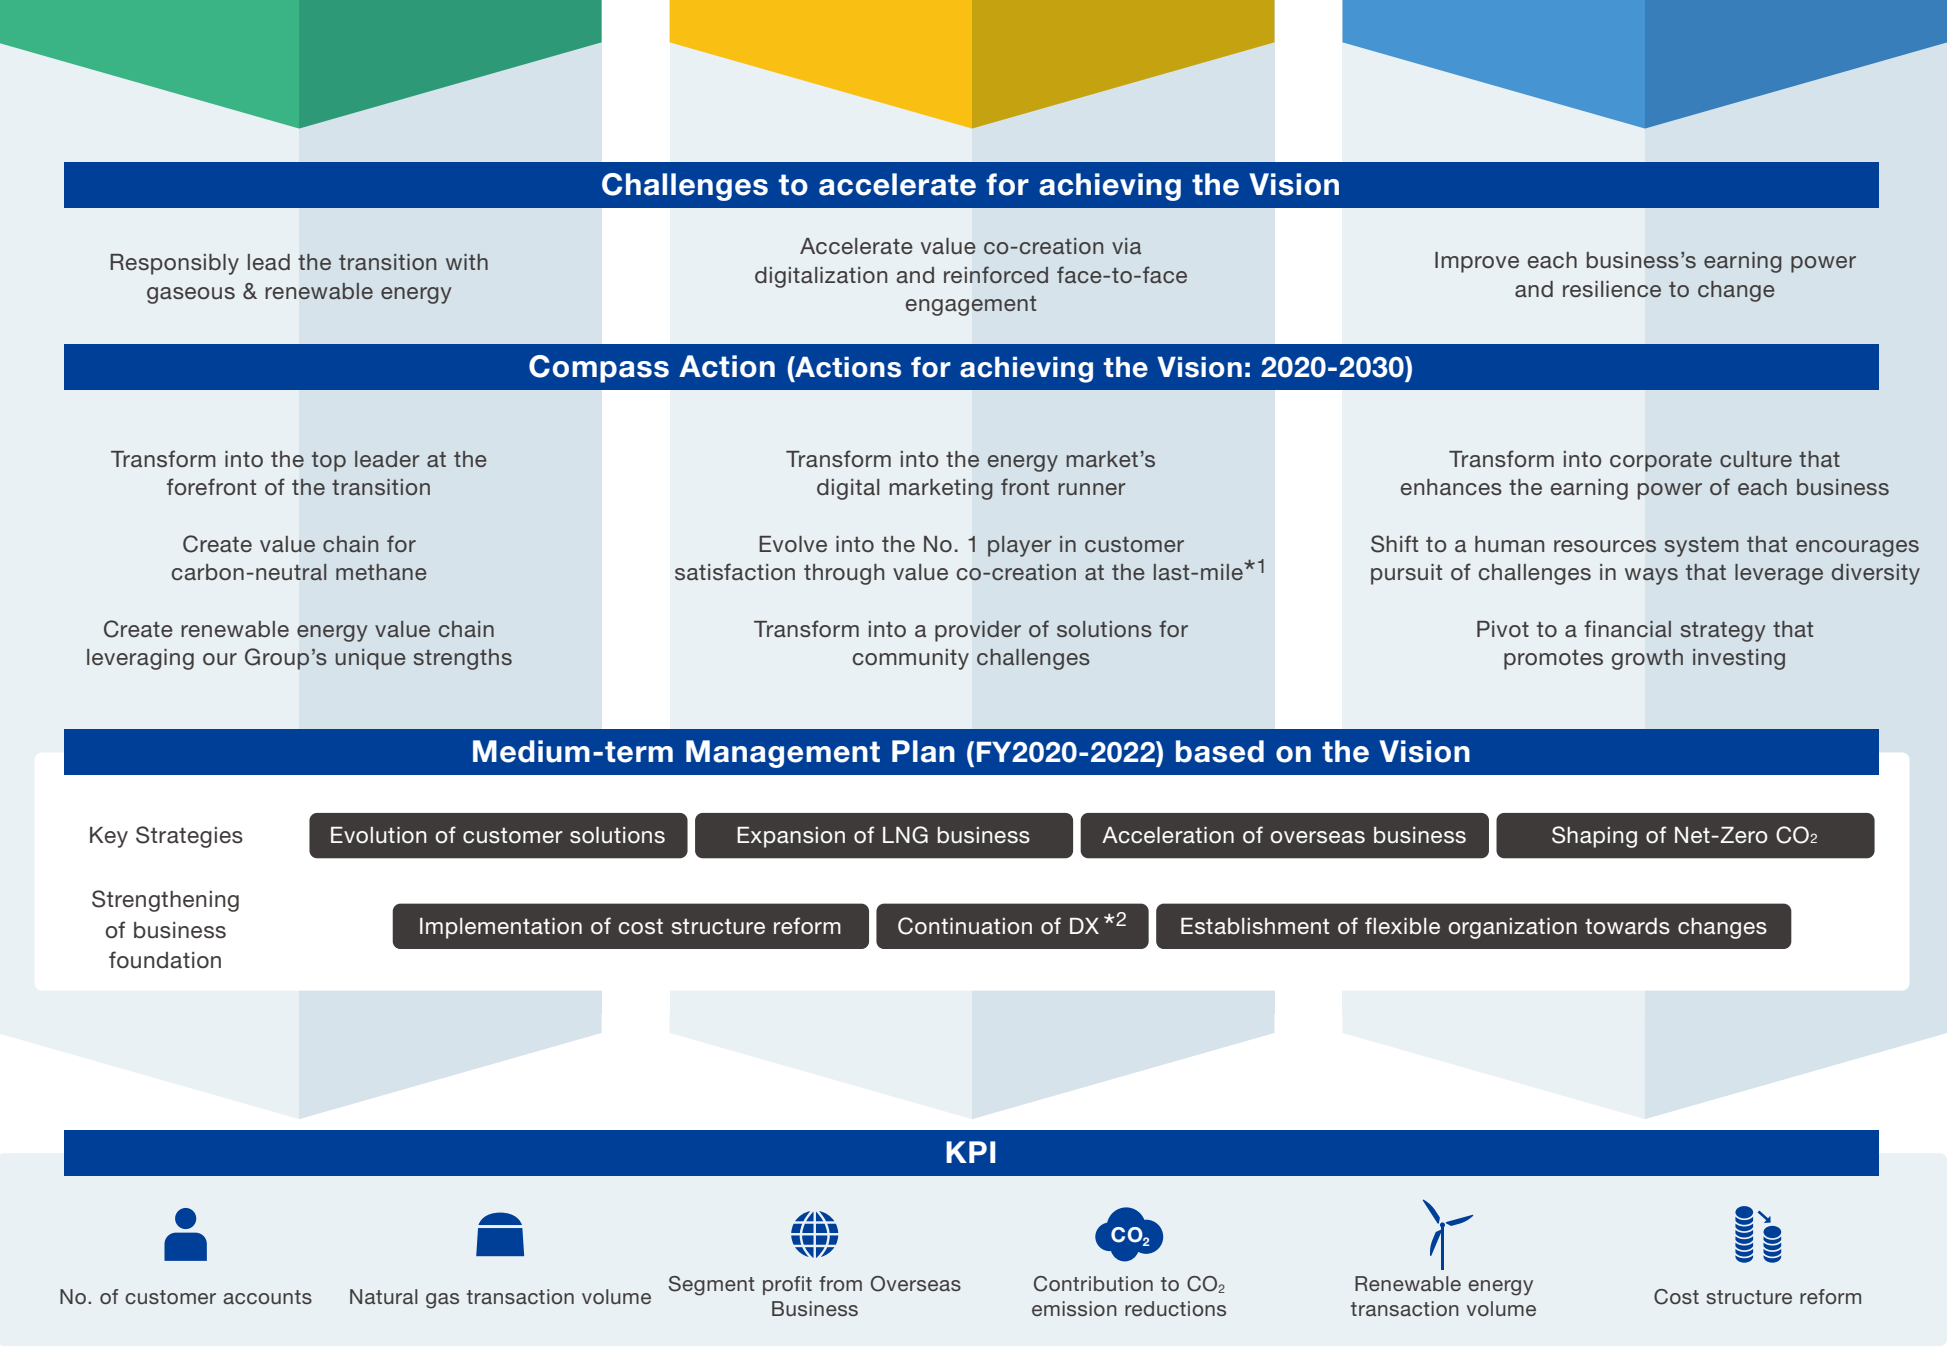 Challenges to accelerate for achieving the Vision
Responsibly lead the transition with
gaseous & renewable energy
Accelerate value co-creation via
digitalization and reinforced face-to-face
engagement
Improve each business’s earning power
and resilience to change
Compass Action (Actions for achieving the Vision: 2020-2030)
Transform into the top leader at the
forefront of the transition
Create value chain for
carbon-neutral methane
Create renewable energy value chain
leveraging our Group’s unique strengths
Transform into the energy market’s
digital marketing front runner
Evolve into the No. 1 player in customer
satisfaction through value co-creation at the last-mile*1
Transform into a provider of solutions for
community challenges
Transform into corporate culture that
enhances the earning power of each business
Shift to a human resources system that encourages
pursuit of challenges in ways that leverage diversity
Pivot to a financial strategy that
promotes growth investing
Medium-term Management Plan (FY2020-2022) based on the Vision
Key Strategies
Evolution of customer solutions
Expansion of LNG business
Acceleration of overseas business
Shaping of Net-Zero CO₂
Strengthening
of business
foundation
Implementation of cost structure reform
Continuation of DX*2
Establishment of flexible organization towards changes
KPI
No. of customer accounts
Natural gas transaction volume
Segment profit from Overseas
Business
CO₂
Contribution to CO₂
emission reductions
Renewable energy
transaction volume
Cost structure reform